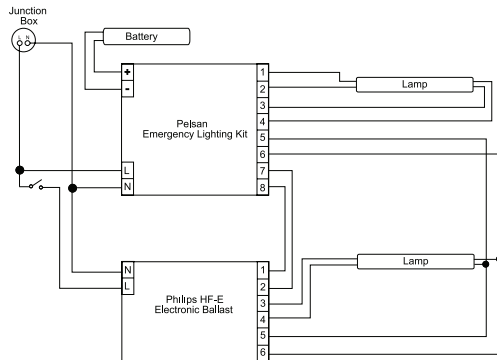 Junction
Box
L N
Battery
+
-
Pelsan
Emergency Lighting Kit
L
N
1
2
3
4
5
6
7
8
Lamp
N
L
Philips HF-E
Electronic Ballast
1
2
3
4
5
6
Lamp